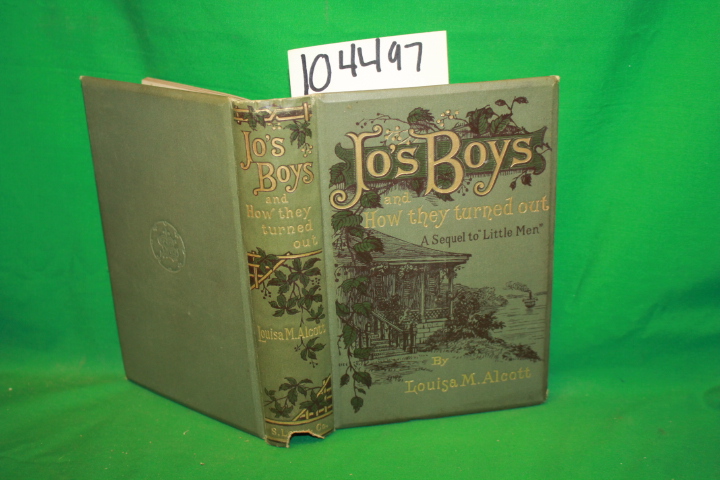 104497
Jo's
Boys
and
How they
turned
out
Louisa M. Alcott
Jo's Boys
and
How they turned out
A Sequel to "Little Men"
By
Louisa M. Alcott